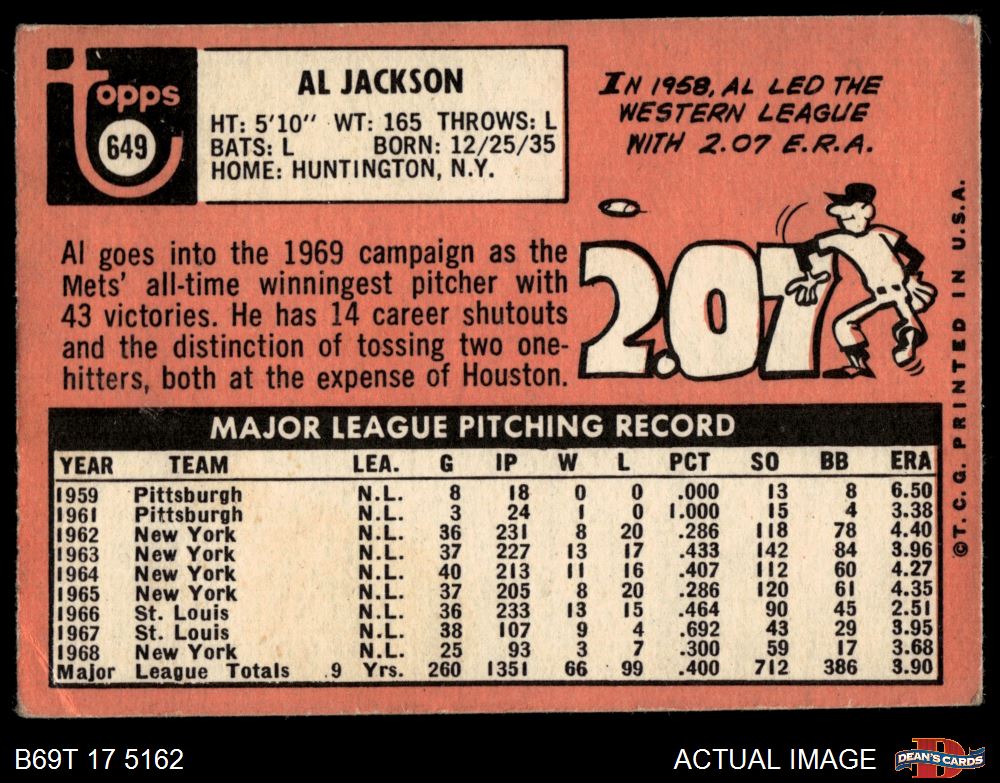 topps
649
AL JACKSON
HT: 5'10" WT: 165 THROWS: L
BATS: L BORN: 12/25/35
HOME: HUNTINGTON, N.Y.
IN 1958, AL LED THE
WESTERN LEAGUE
WITH 2.07 E.R.A.
2.07
Al goes into the 1969 campaign as the
Mets' all-time winningest pitcher with
43 victories. He has 14 career shutouts
and the distinction of tossing two one-
hitters, both at the expense of Houston.
©T.C.G. PRINTED IN U.S.A.
MAJOR LEAGUE PITCHING RECORD
YEAR TEAM LEA. G IP W L PCT SO BB ERA
1959 Pittsburgh N.L. 8 18 0 0 .000 13 8 6.50
1961 Pittsburgh N.L. 3 24 1 0 1.000 15 4 3.38
1962 New York N.L. 36 231 8 20 .286 118 78 4.40
1963 New York N.L. 37 227 13 17 .433 142 84 3.96
1964 New York N.L. 40 213 11 16 .407 112 60 4.27
1965 New York N.L. 37 205 8 20 .286 120 61 4.35
1966 St. Louis N.L. 36 233 13 15 .464 90 45 2.51
1967 St. Louis N.L. 38 107 9 4 .692 43 29 3.95
1968 New York N.L. 25 93 3 7 .300 59 17 3.68
Major League Totals 9 Yrs. 260 1351 66 99 .400 712 386 3.90
B69T 17 5162
ACTUAL IMAGE
D
DEAN'S CARDS